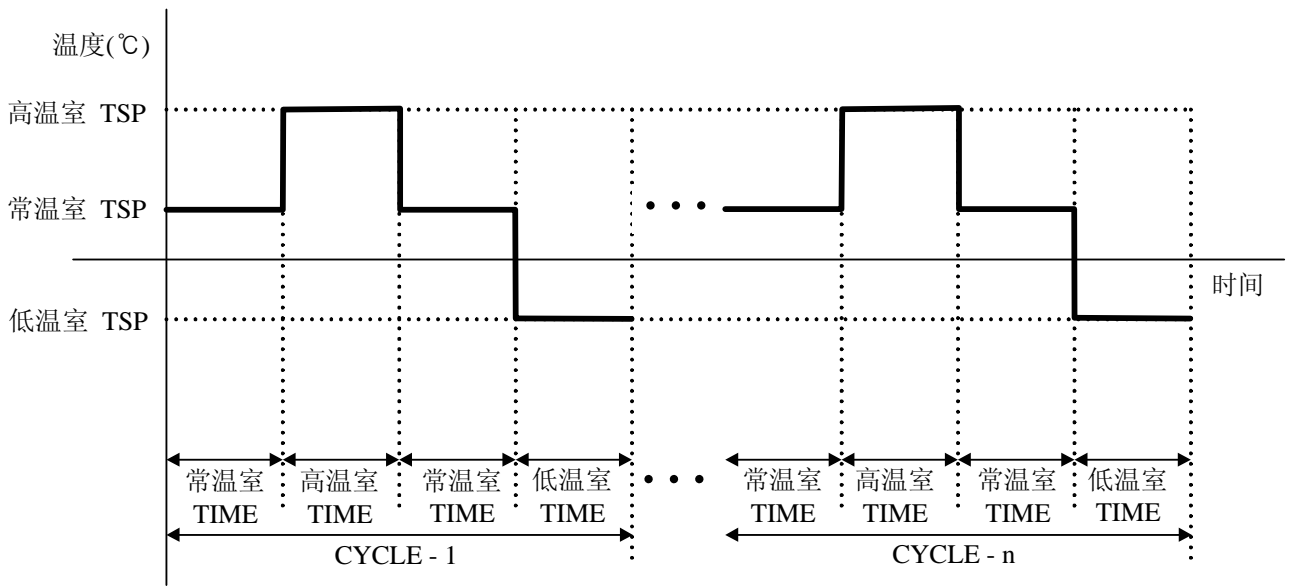 温度(℃)
高温室 TSP
常温室 TSP
时间
低温室 TSP
常温室 高温室 常温室 低温室 常温室 高温室 常温室 低温室
TIME TIME TIME TIME TIME TIME TIME TIME
CYCLE - 1 CYCLE - n